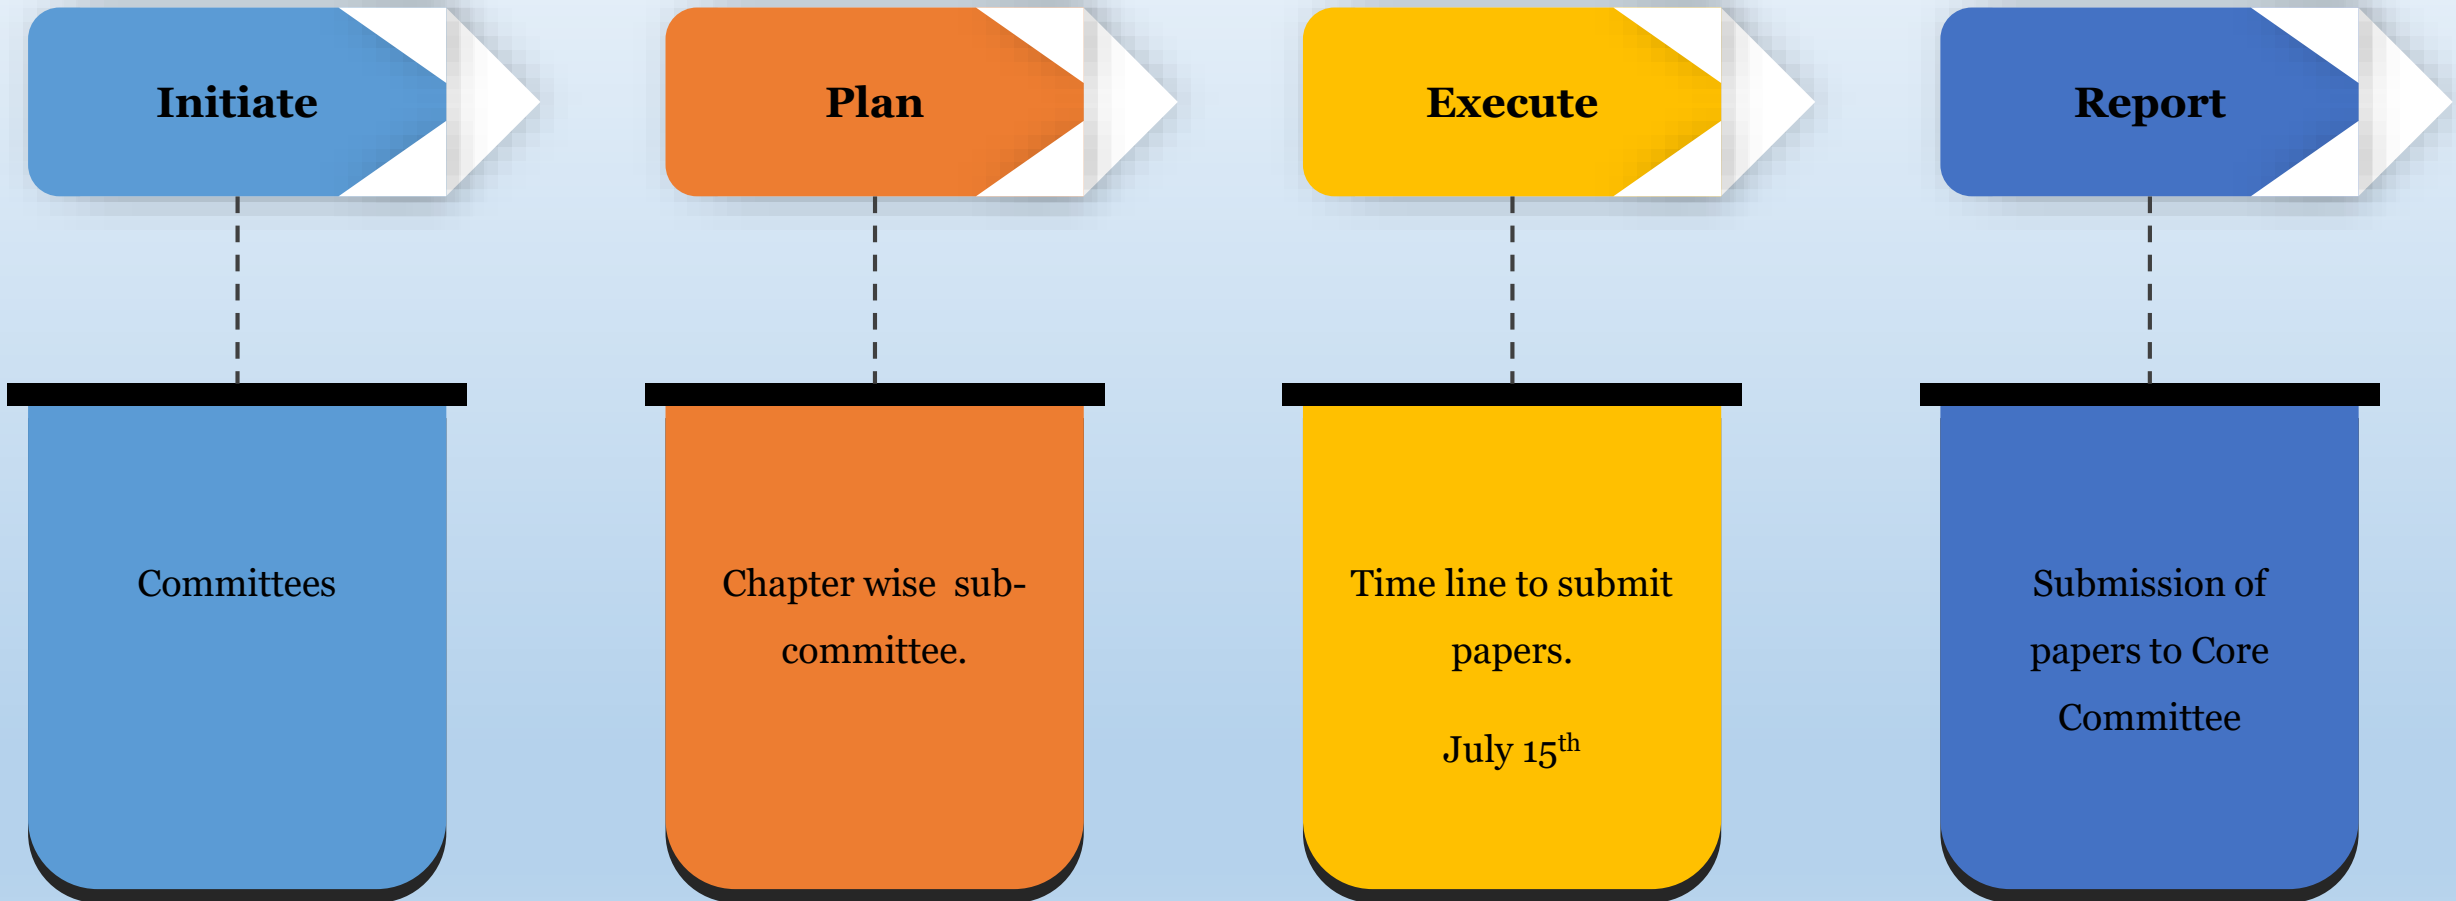 Initiate
Plan
Execute
Report
Committees
Chapter wise  sub-
committee.
Time line to submit
papers.
July 15th
Submission of
papers to Core
Committee